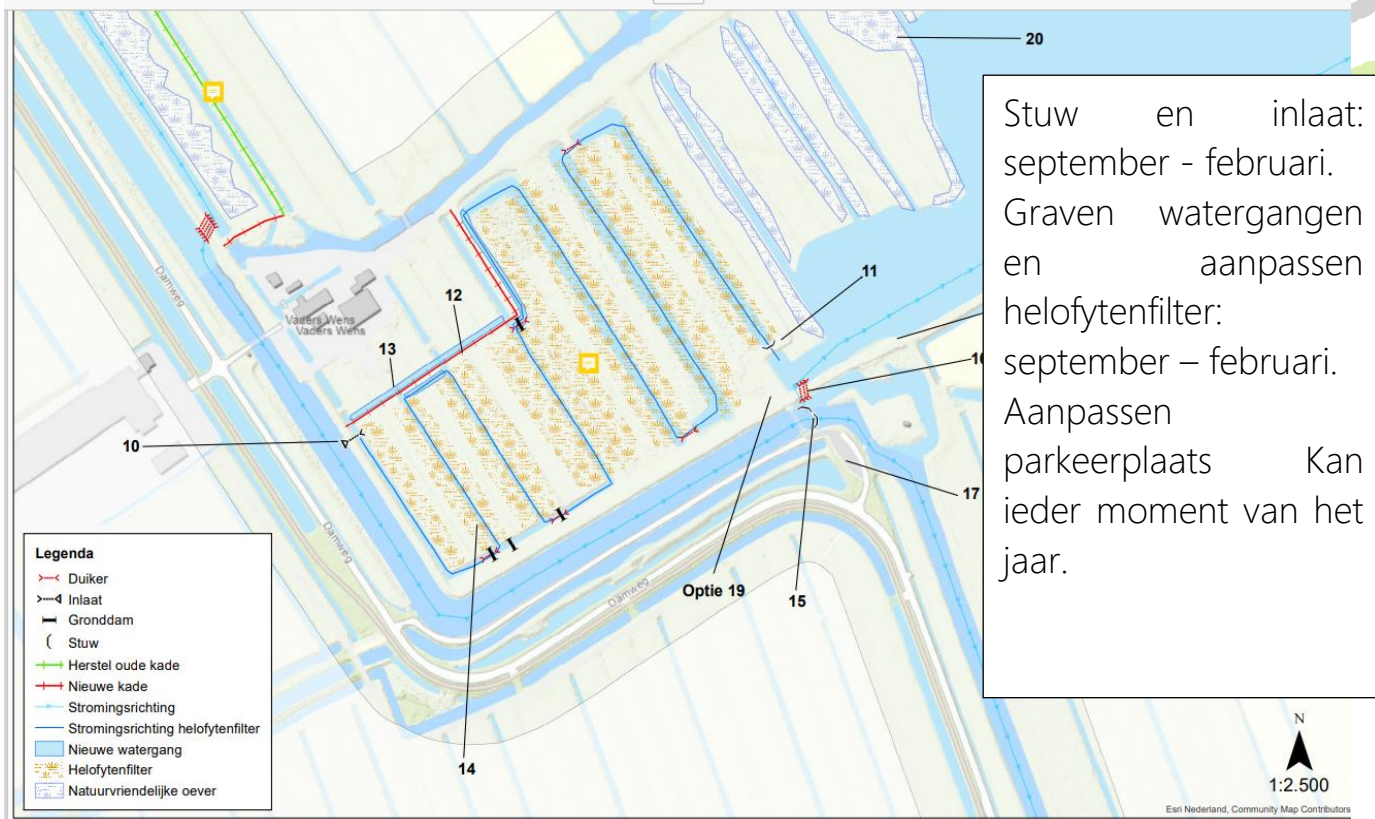 20
Stuw en inlaat:
september - februari.
Graven watergangen
en aanpassen
helofytenfilter:
september – februari.
Aanpassen
parkeerplaats Kan
ieder moment van het
jaar.
11
12
Damweg
Vaders Wens
Vaders Wens
13
16
10
17
Damweg
Damweg
Optie 19
15
14
Legenda
Duiker
Inlaat
Gronddam
Stuw
Herstel oude kade
Nieuwe kade
Stromingsrichting
Stromingsrichting helofytenfilter
Nieuwe watergang
Helofytenfilter
Natuurvriendelijke oever
N
1:2.500
Esri Nederland, Community Map Contributors